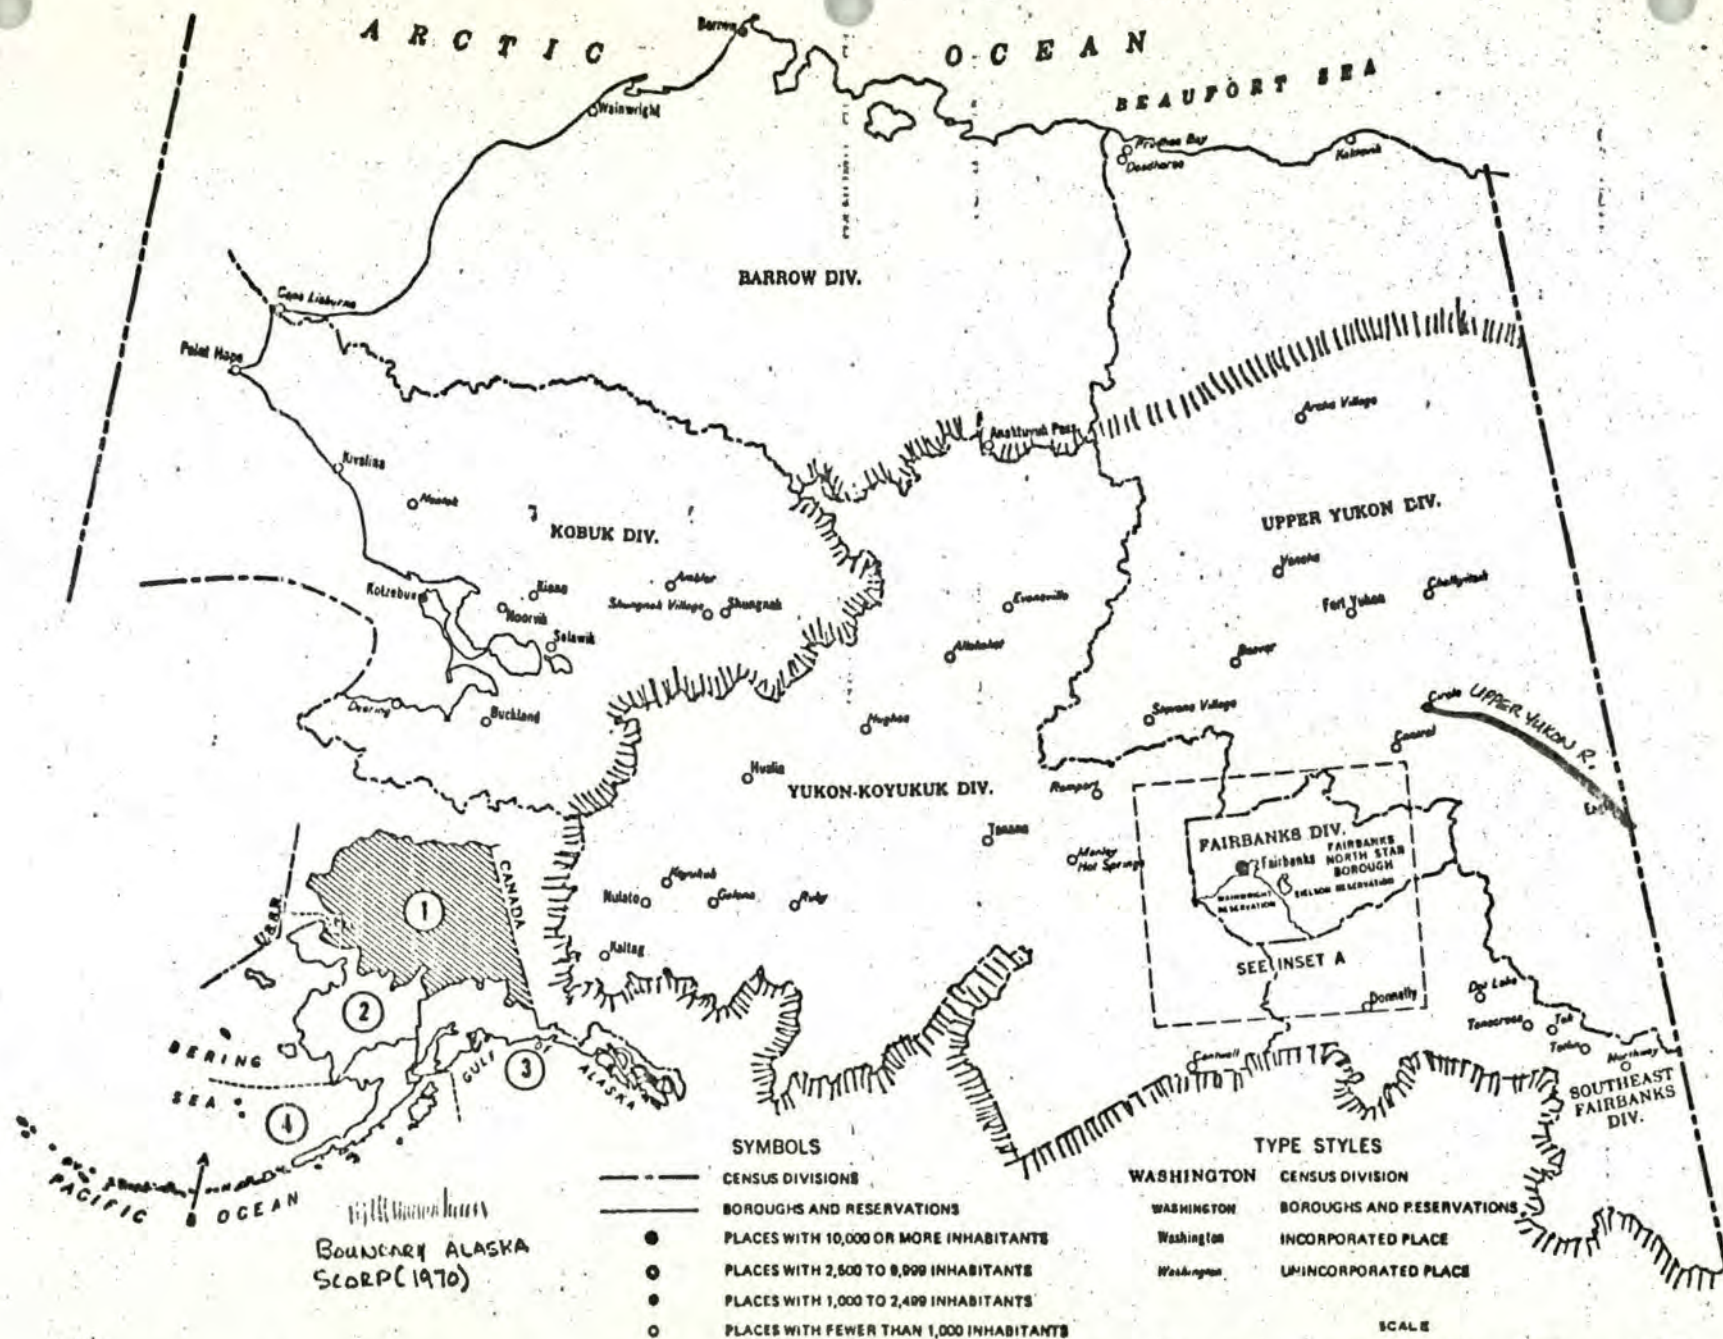 ARCTIC OCEAN
BEAUFORT SEA
Barrow
Wainwright
Prudhoe Bay
Deadhorse
Kaktovik
BARROW DIV.
Cape Lisburne
Point Hope
Anaktuvuk Pass
Arctic Village
Kivalina
Noatak
KOBUK DIV.
UPPER YUKON DIV.
Venetie
Chalkyitsik
Fort Yukon
Kotzebue
Kiana
Noorvik
Ambler
Shungnak Village
Shungnak
Selawik
Evansville
Allakaket
Beaver
Deering
Buckland
Hughes
Stevens Village
Circle
UPPER YUKON R.
Central
Huslia
YUKON-KOYUKUK DIV.
Rampart
Tanana
Manley
Hot Springs
FAIRBANKS DIV.
Fairbanks
FAIRBANKS
NORTH STAR
BOROUGH
WAINWRIGHT
RESERVATION
EIELSON RESERVATION
SEE INSET A
Koyukuk
Nulato
Galena
Ruby
Kaltag
Donnelly
Dot Lake
Tanacross
Tok
Tetlin
Northway
Cantwell
SOUTHEAST
FAIRBANKS
DIV.
U.S.S.R.
CANADA
1
2
3
4
BERING
SEA
GULF
OF
ALASKA
PACIFIC
OCEAN
BOUNDARY ALASKA
SCORP (1970)
SYMBOLS
CENSUS DIVISIONS
BOROUGHS AND RESERVATIONS
PLACES WITH 10,000 OR MORE INHABITANTS
PLACES WITH 2,500 TO 9,999 INHABITANTS
PLACES WITH 1,000 TO 2,499 INHABITANTS
PLACES WITH FEWER THAN 1,000 INHABITANTS
TYPE STYLES
WASHINGTON CENSUS DIVISION
WASHINGTON BOROUGHS AND RESERVATIONS
Washington INCORPORATED PLACE
Washington UNINCORPORATED PLACE
SCALE